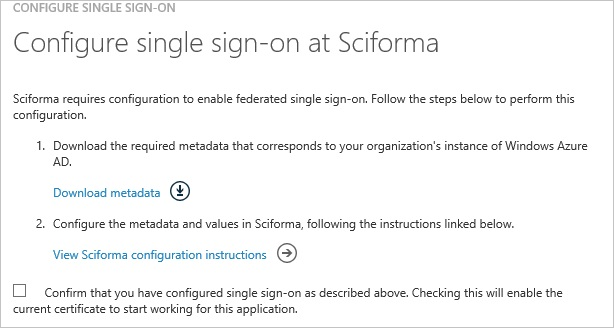 CONFIGURE SINGLE SIGN-ON
Configure single sign-on at Sciforma
Sciforma requires configuration to enable federated single sign-on. Follow the steps below to perform this
configuration.
1. Download the required metadata that corresponds to your organization's instance of Windows Azure
AD.
Download metadata
2. Configure the metadata and values in Sciforma, following the instructions linked below.
View Sciforma configuration instructions
Confirm that you have configured single sign-on as described above. Checking this will enable the
current certificate to start working for this application.